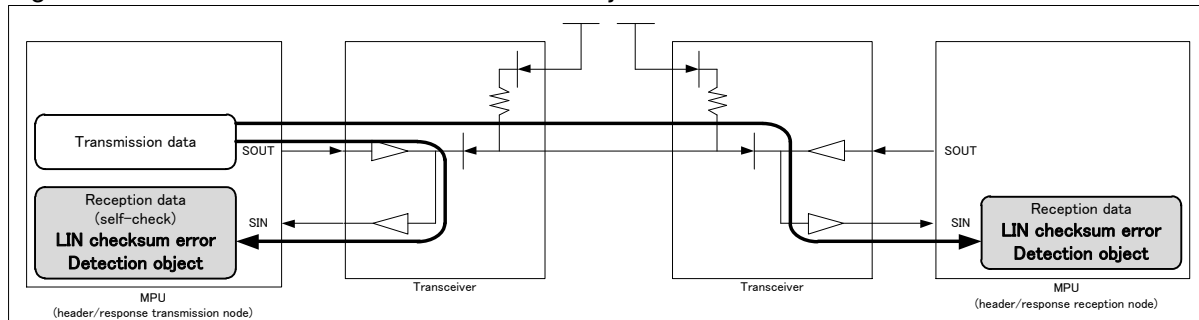 Transmission data
SOUT
Reception data
(self-check)
LIN checksum error
Detection object
SIN
MPU
(header/response transmission node)
Transceiver
Transceiver
SOUT
SIN
Reception data
LIN checksum error
Detection object
MPU
(header/response reception node)